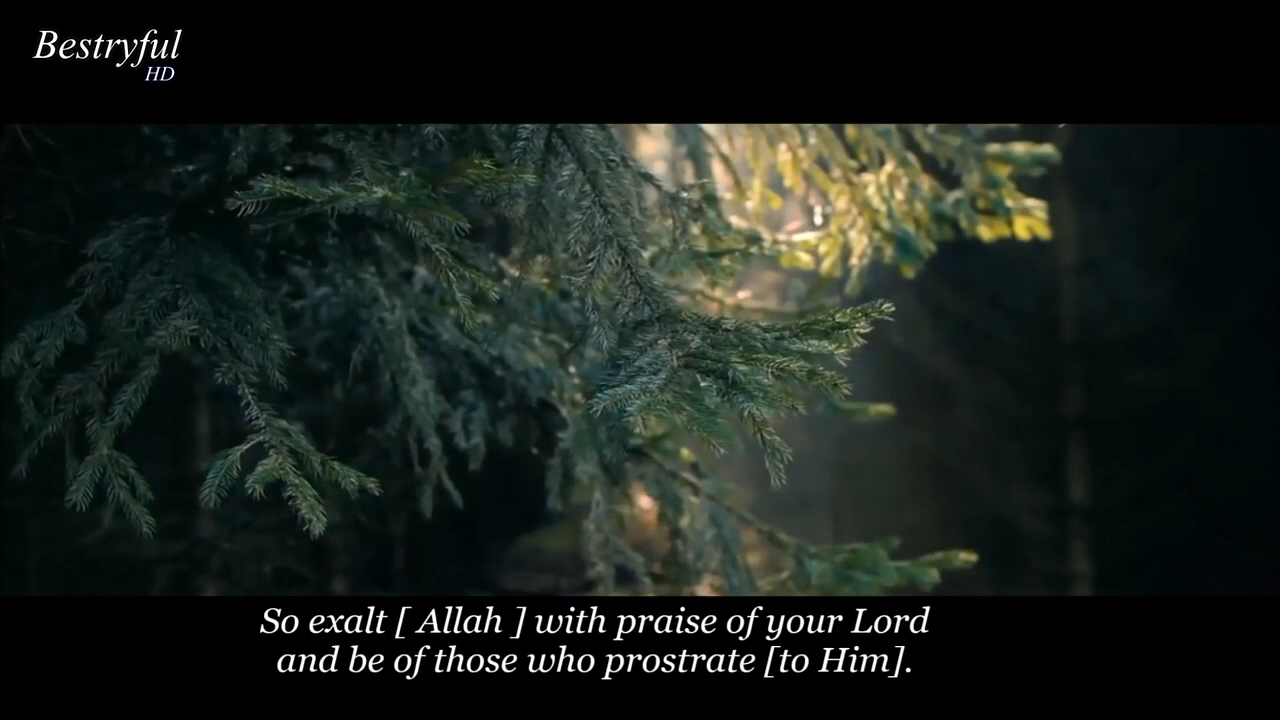 Bestryful
HD
So exalt [ Allah ] with praise of your Lord
and be of those who prostrate [to Him].